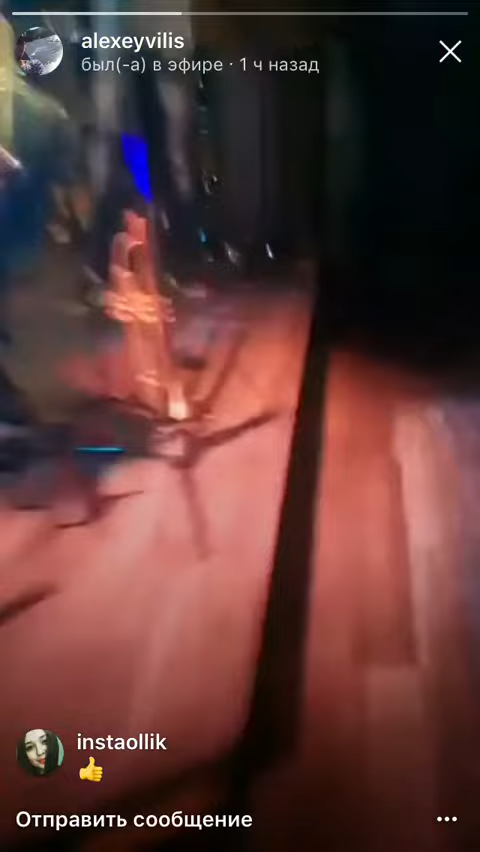 alexeyvilis
был(-а) в эфире · 1 ч назад
instaollik
👍
Отправить сообщение